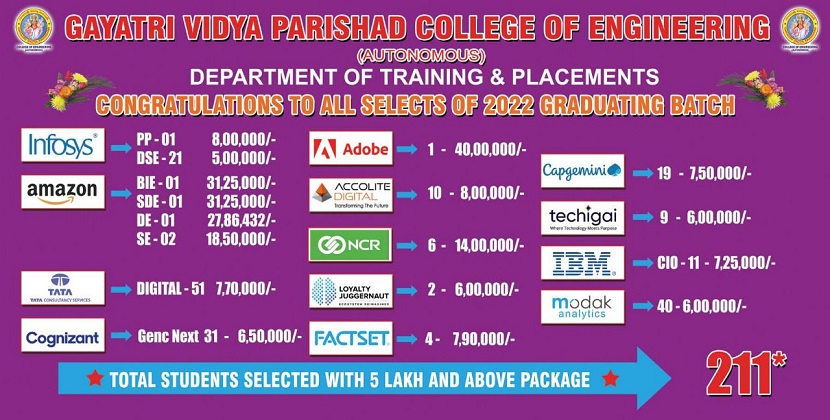 GAYATRI VIDYA PARISHAD COLLEGE OF ENGINEERING
(AUTONOMOUS)
DEPARTMENT OF TRAINING & PLACEMENTS
CONGRATULATIONS TO ALL SELECTS OF 2022 GRADUATING BATCH
Infosys®
PP - 01 8,00,000/-
DSE - 21 5,00,000/-
amazon
BIE - 01 31,25,000/-
SDE - 01 31,25,000/-
DE - 01 27,86,432/-
SE - 02 18,50,000/-
TATA
TATA CONSULTANCY SERVICES
DIGITAL - 51 7,70,000/-
Cognizant
Genc Next 31 - 6,50,000/-
Adobe
1 - 40,00,000/-
ACCOLITE
DIGITAL
Transforming The Future
10 - 8,00,000/-
NCR
6 - 14,00,000/-
LOYALTY
JUGGERNAUT
ECOSYSTEM REIMAGINED
2 - 6,00,000/-
FACTSET
4 - 7,90,000/-
Capgemini
19 - 7,50,000/-
techigai
Where Technology Meets Purpose
9 - 6,00,000/-
IBM
CIO - 11 - 7,25,000/-
modak
analytics
40 - 6,00,000/-
TOTAL STUDENTS SELECTED WITH 5 LAKH AND ABOVE PACKAGE
211*